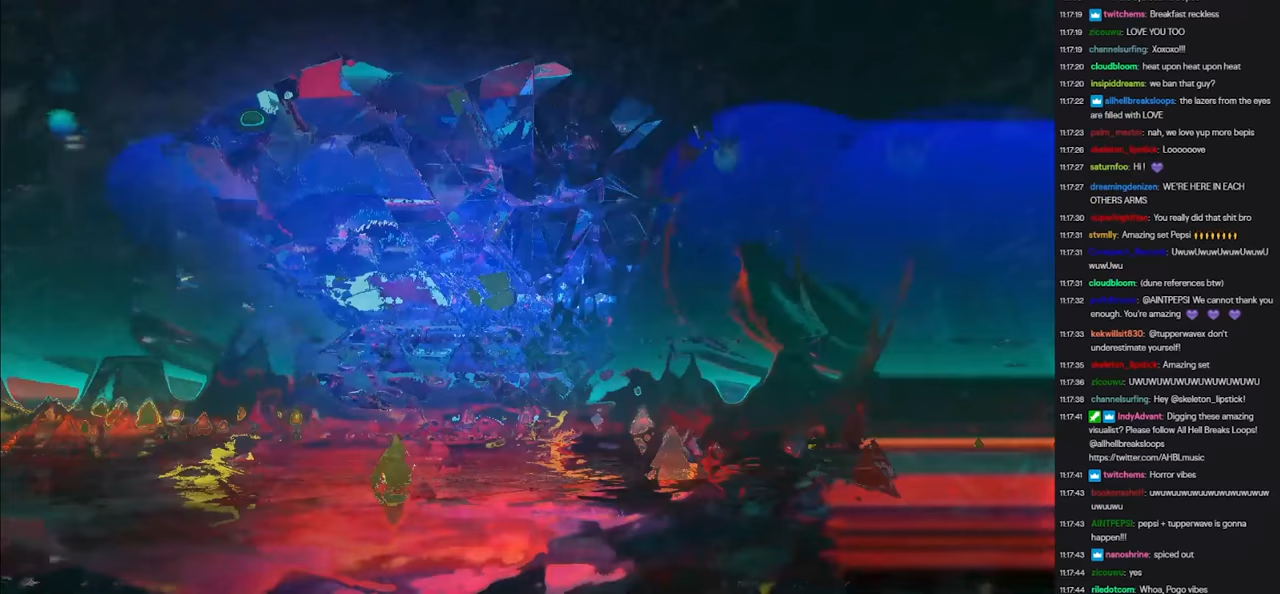 11:17:19 twitchems: Breakfast reckless
11:17:19 zicouwu: LOVE YOU TOO
11:17:19 channelsurfing: Xoxoxo!!!
11:17:20 cloudbloom: heat upon heat upon heat
11:17:20 insipiddreams: we ban that guy?
11:17:22 allhellbreaksloops: the lazers from the eyes
are filled with LOVE
11:17:23 palm_mester: nah, we love yup more bepis
11:17:26 skeleton_lipstick: Looooooove
11:17:27 saturnfoo: Hi ! 💜
11:17:27 dreamingdenizen: WE'RE HERE IN EACH
OTHERS ARMS
11:17:30 You really did that shit bro
11:17:31 stvmlly: Amazing set Pepsi
11:17:31 UwuwUwuwUwuwUwuwU
wuwUwu
11:17:31 cloudbloom: (dune references btw)
11:17:32 @AINTPEPSI We cannot thank you
enough. You're amazing 💜 💜 💜
11:17:33 kekwillsit830: @tupperwavex don't
underestimate yourself!
11:17:35 skeleton_lipstick: Amazing set
11:17:36 zicouwu: UWUWUWUWUWUWUWUWUWUWU
11:17:38 channelsurfing: Hey @skeleton_lipstick!
11:17:41 IndyAdvant: Digging these amazing
visualist? Please follow All Hell Breaks Loops!
@allhellbreaksloops
https://twitter.com/AHBLmusic
11:17:41 twitchems: Horror vibes
11:17:43 uwuwuuwuwuuwuwuwuwuwuw
uwuuwu
11:17:43 AINTPEPSI: pepsi + tupperwave is gonna
happen!!!
11:17:43 nanoshrine: spiced out
11:17:44 zicouwu: yes
11:17:44 riledotcom: Whoa, Pogo vibes